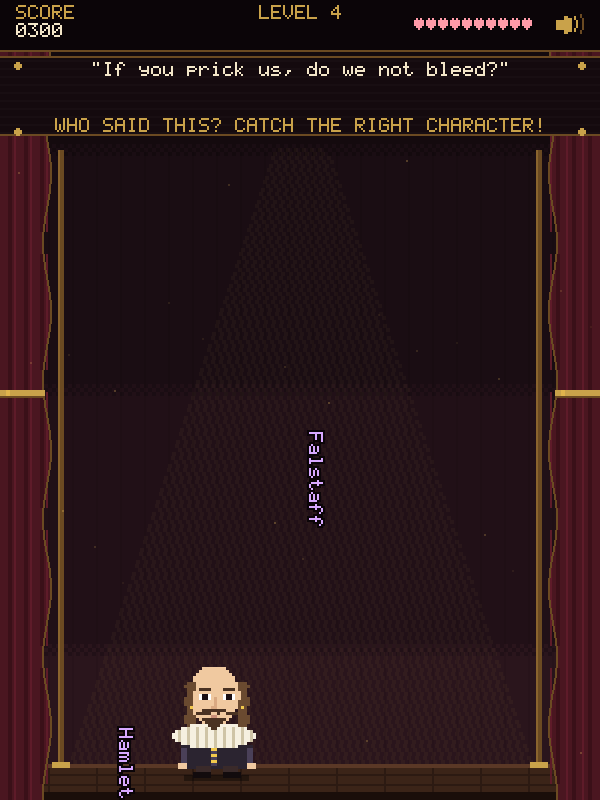 SCORE
0300
LEVEL 4
"If you prick us, do we not bleed?"
WHO SAID THIS? CATCH THE RIGHT CHARACTER!
Falstaff
Hamlet